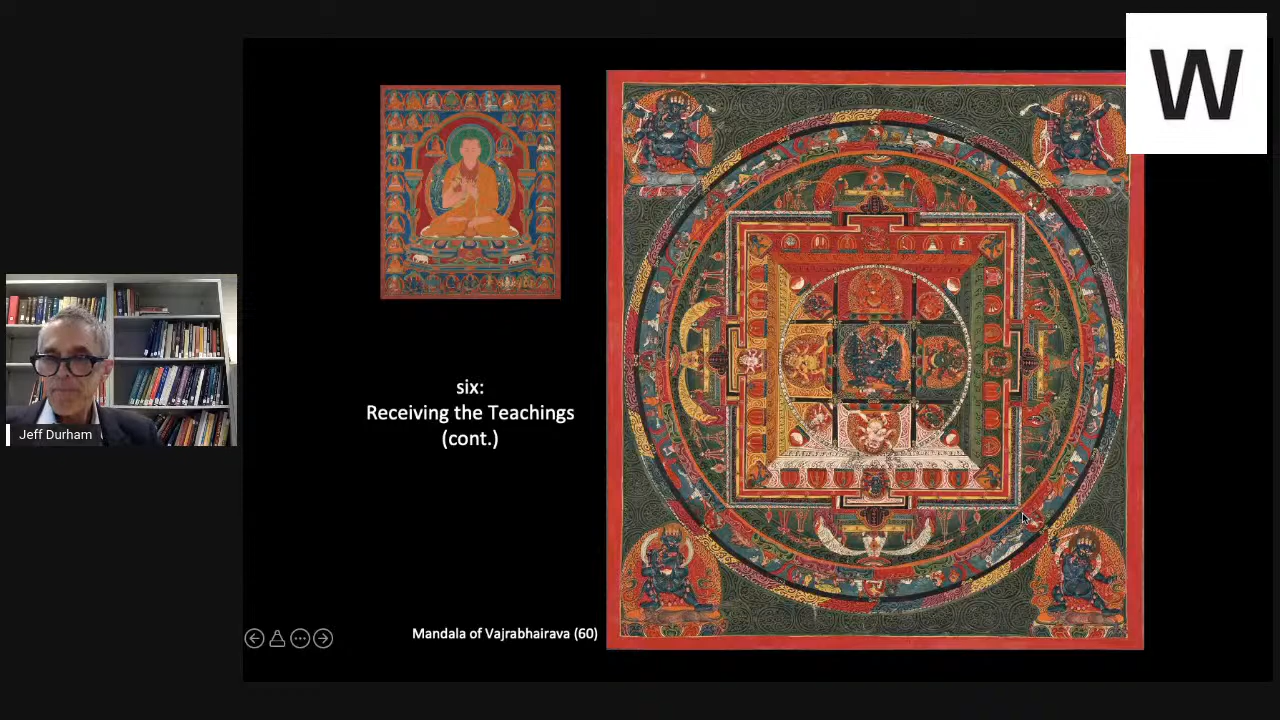 W
six:
Receiving the Teachings
(cont.)
Jeff Durham
Mandala of Vajrabhairava (60)